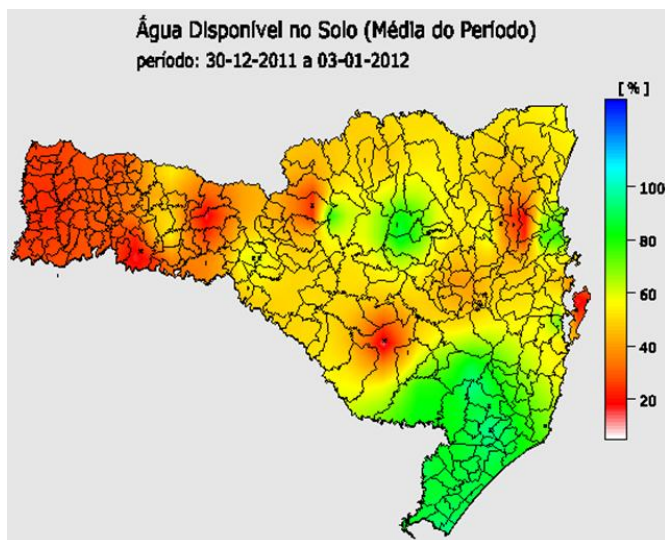 Água Disponível no Solo (Média do Período)
período: 30-12-2011 a 03-01-2012
[ % ]
100
80
60
40
20